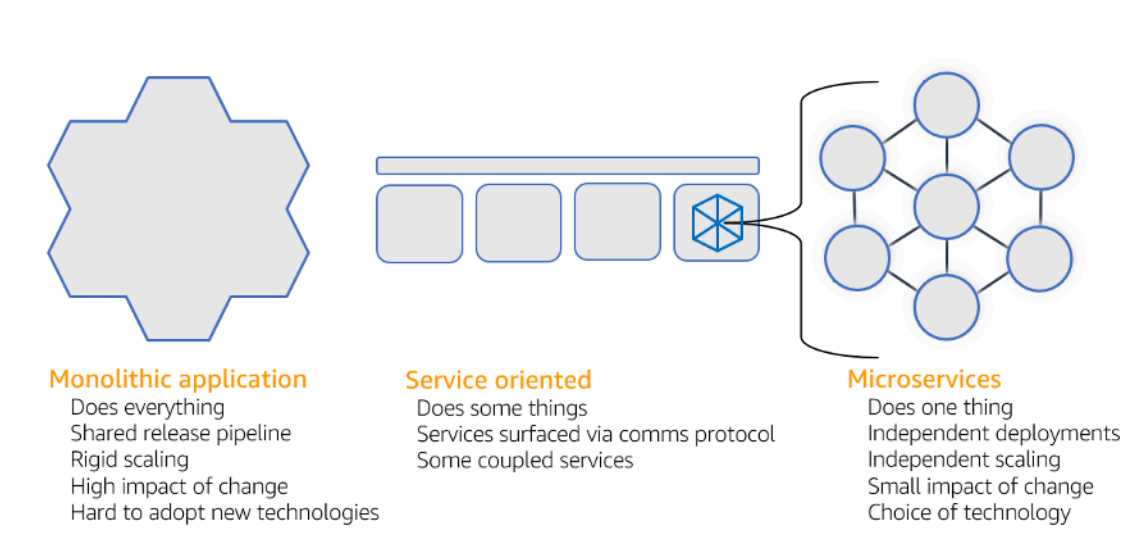 Monolithic application
Does everything
Shared release pipeline
Rigid scaling
High impact of change
Hard to adopt new technologies
Service oriented
Does some things
Services surfaced via comms protocol
Some coupled services
Microservices
Does one thing
Independent deployments
Independent scaling
Small impact of change
Choice of technology